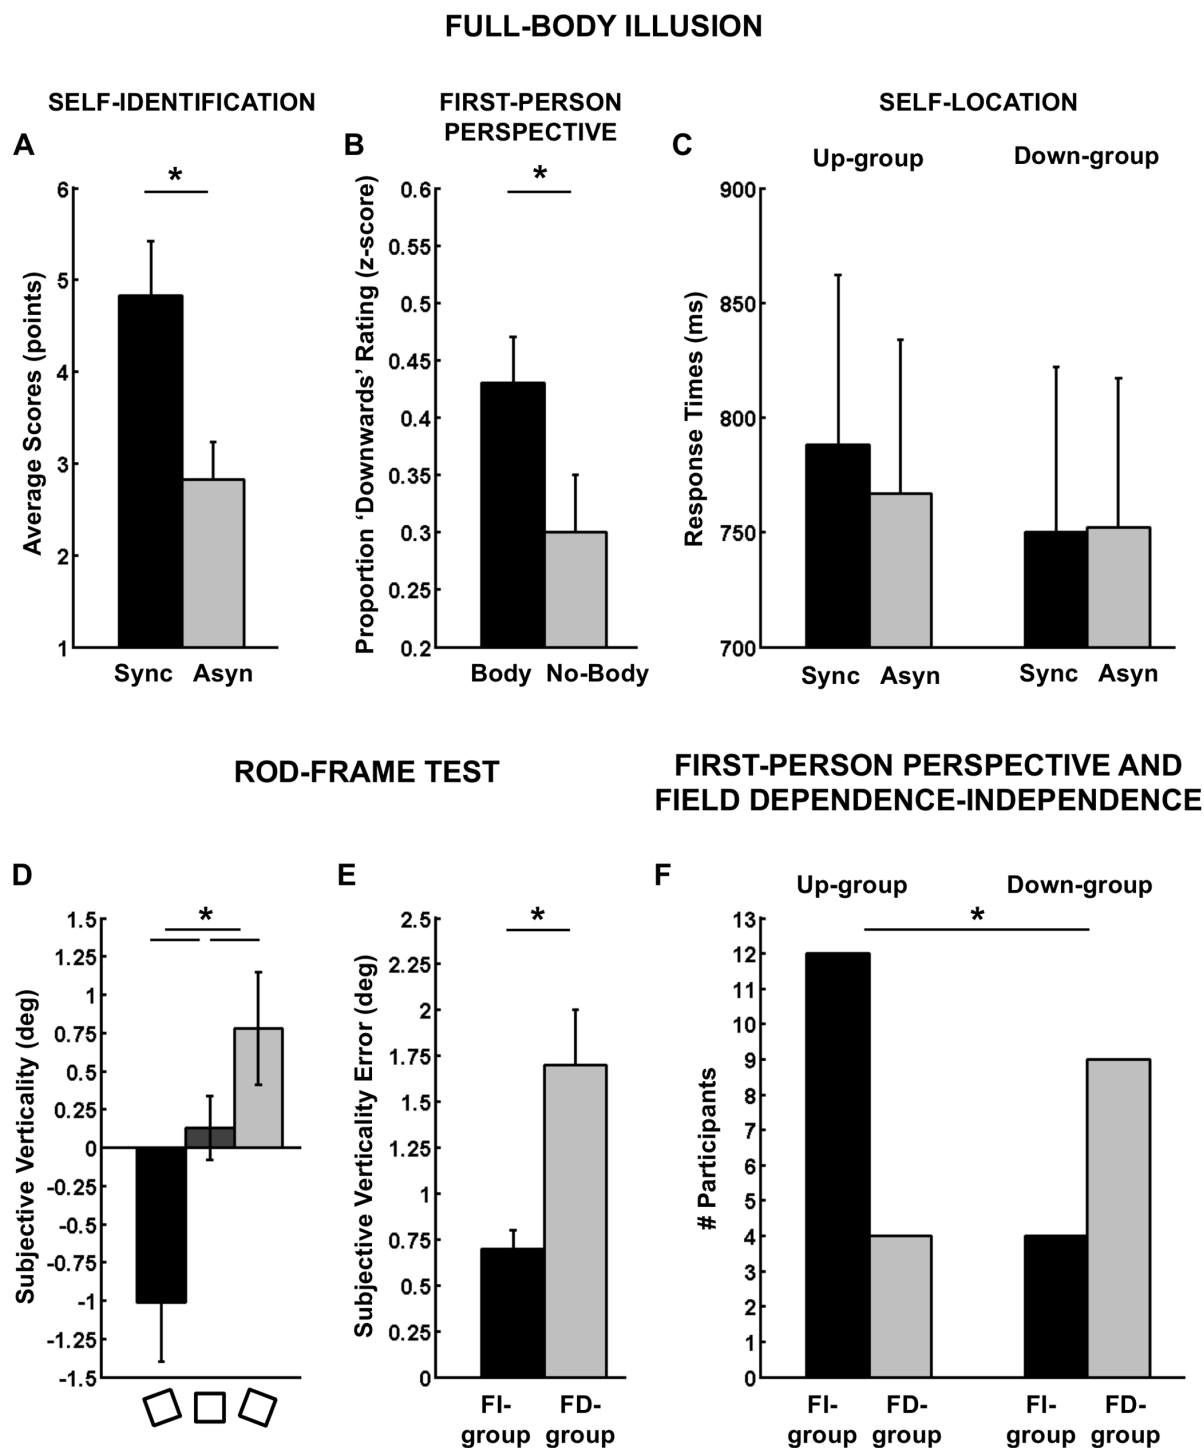 FULL-BODY ILLUSION
SELF-IDENTIFICATION
FIRST-PERSON
PERSPECTIVE
SELF-LOCATION
A
*
Average Scores (points)
6
5
4
3
2
1
Sync Asyn
B
*
Proportion ‘Downwards’ Rating (z-score)
0.6
0.55
0.5
0.45
0.4
0.35
0.3
0.25
0.2
Body No-Body
C
Up-group Down-group
Response Times (ms)
900
850
800
750
700
Sync Asyn Sync Asyn
ROD-FRAME TEST
FIRST-PERSON PERSPECTIVE AND
FIELD DEPENDENCE-INDEPENDENCE
D
*
Subjective Verticality (deg)
1.5
1.25
1
0.75
0.5
0.25
0
-0.25
-0.5
-0.75
-1
-1.25
-1.5
E
*
Subjective Verticality Error (deg)
2.5
2.25
2
1.75
1.5
1.25
1
0.75
0.5
0.25
0
FI- FD-
group group
F
Up-group Down-group
*
# Participants
13
12
11
10
9
8
7
6
5
4
3
2
1
0
FI- FD- FI- FD-
group group group group